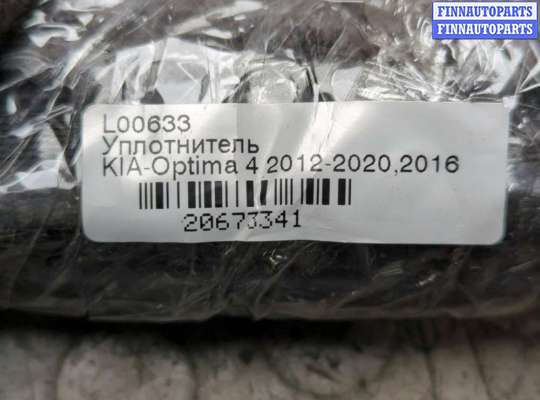 FINNAUTOPARTS
FINNAUTOPARTS
L00633
Уплотнитель
KIA-Optima 4 2012-2020,2016
20673341